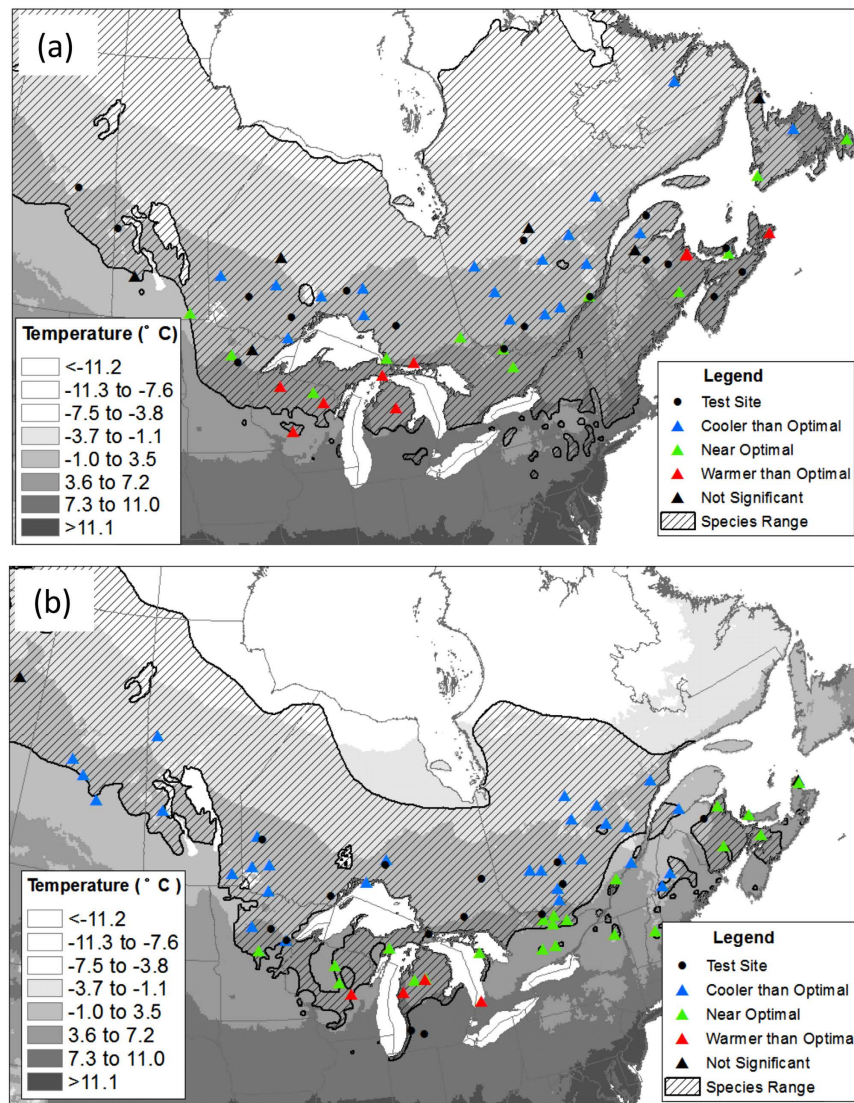 (a)
Temperature (° C)
<-11.2
-11.3 to -7.6
-7.5 to -3.8
-3.7 to -1.1
-1.0 to 3.5
3.6 to 7.2
7.3 to 11.0
>11.1
Legend
Test Site
Cooler than Optimal
Near Optimal
Warmer than Optimal
Not Significant
Species Range
(b)
Temperature (° C)
<-11.2
-11.3 to -7.6
-7.5 to -3.8
-3.7 to -1.1
-1.0 to 3.5
3.6 to 7.2
7.3 to 11.0
>11.1
Legend
Test Site
Cooler than Optimal
Near Optimal
Warmer than Optima
Not Significant
Species Range